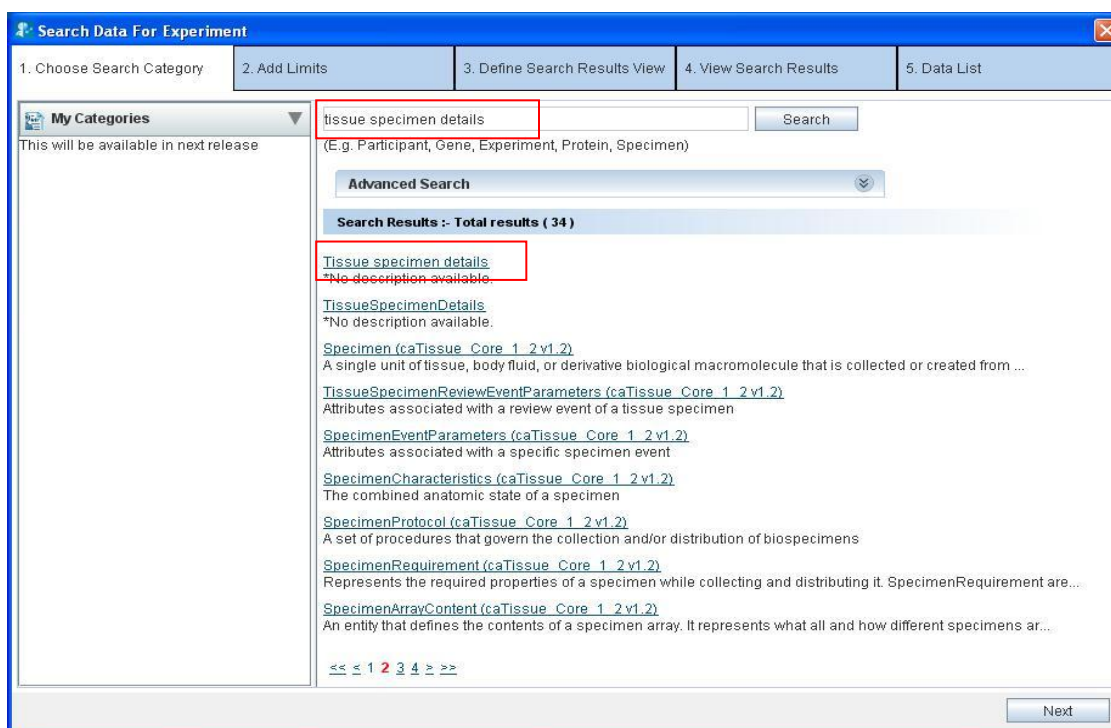 Search Data For Experiment
1. Choose Search Category
2. Add Limits
3. Define Search Results View
4. View Search Results
5. Data List
My Categories
This will be available in next release
tissue specimen details
Search
(E.g. Participant, Gene, Experiment, Protein, Specimen)
Advanced Search
Search Results :- Total results ( 34 )
Tissue specimen details
*No description available.
TissueSpecimenDetails
*No description available.
Specimen (caTissue_Core_1_2 v1.2)
A single unit of tissue, body fluid, or derivative biological macromolecule that is collected or created from ...
TissueSpecimenReviewEventParameters (caTissue_Core_1_2 v1.2)
Attributes associated with a review event of a tissue specimen
SpecimenEventParameters (caTissue_Core_1_2 v1.2)
Attributes associated with a specific specimen event
SpecimenCharacteristics (caTissue_Core_1_2 v1.2)
The combined anatomic state of a specimen
SpecimenProtocol (caTissue_Core_1_2 v1.2)
A set of procedures that govern the collection and/or distribution of biospecimens
SpecimenRequirement (caTissue_Core_1_2 v1.2)
Represents the required properties of a specimen while collecting and distributing it. SpecimenRequirement are...
SpecimenArrayContent (caTissue_Core_1_2 v1.2)
An entity that defines the contents of a specimen array. It represents what all and how different specimens ar...
<< < 1 2 3 4 > >>
Next